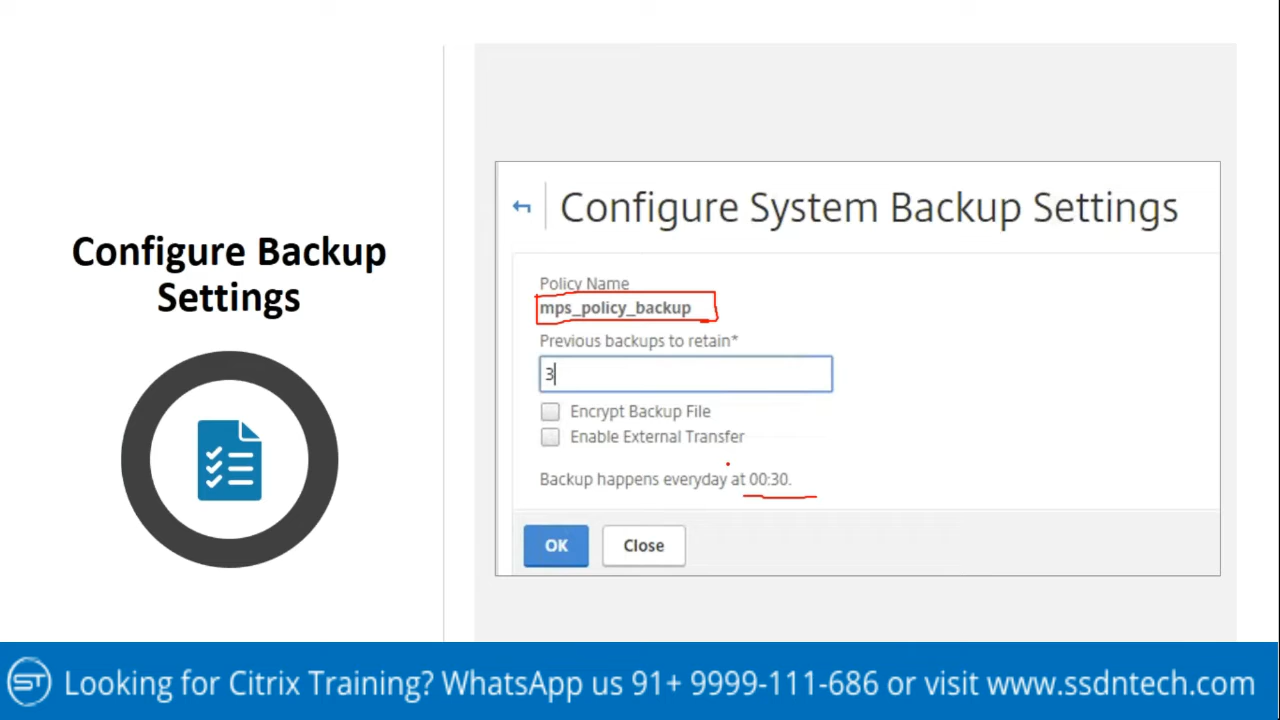 Configure Backup
Settings
Configure System Backup Settings
Policy Name
mps_policy_backup
Previous backups to retain*
3
Encrypt Backup File
Enable External Transfer
Backup happens everyday at 00:30.
OK
Close
ST Looking for Citrix Training? WhatsApp us 91+ 9999-111-686 or visit www.ssdntech.com